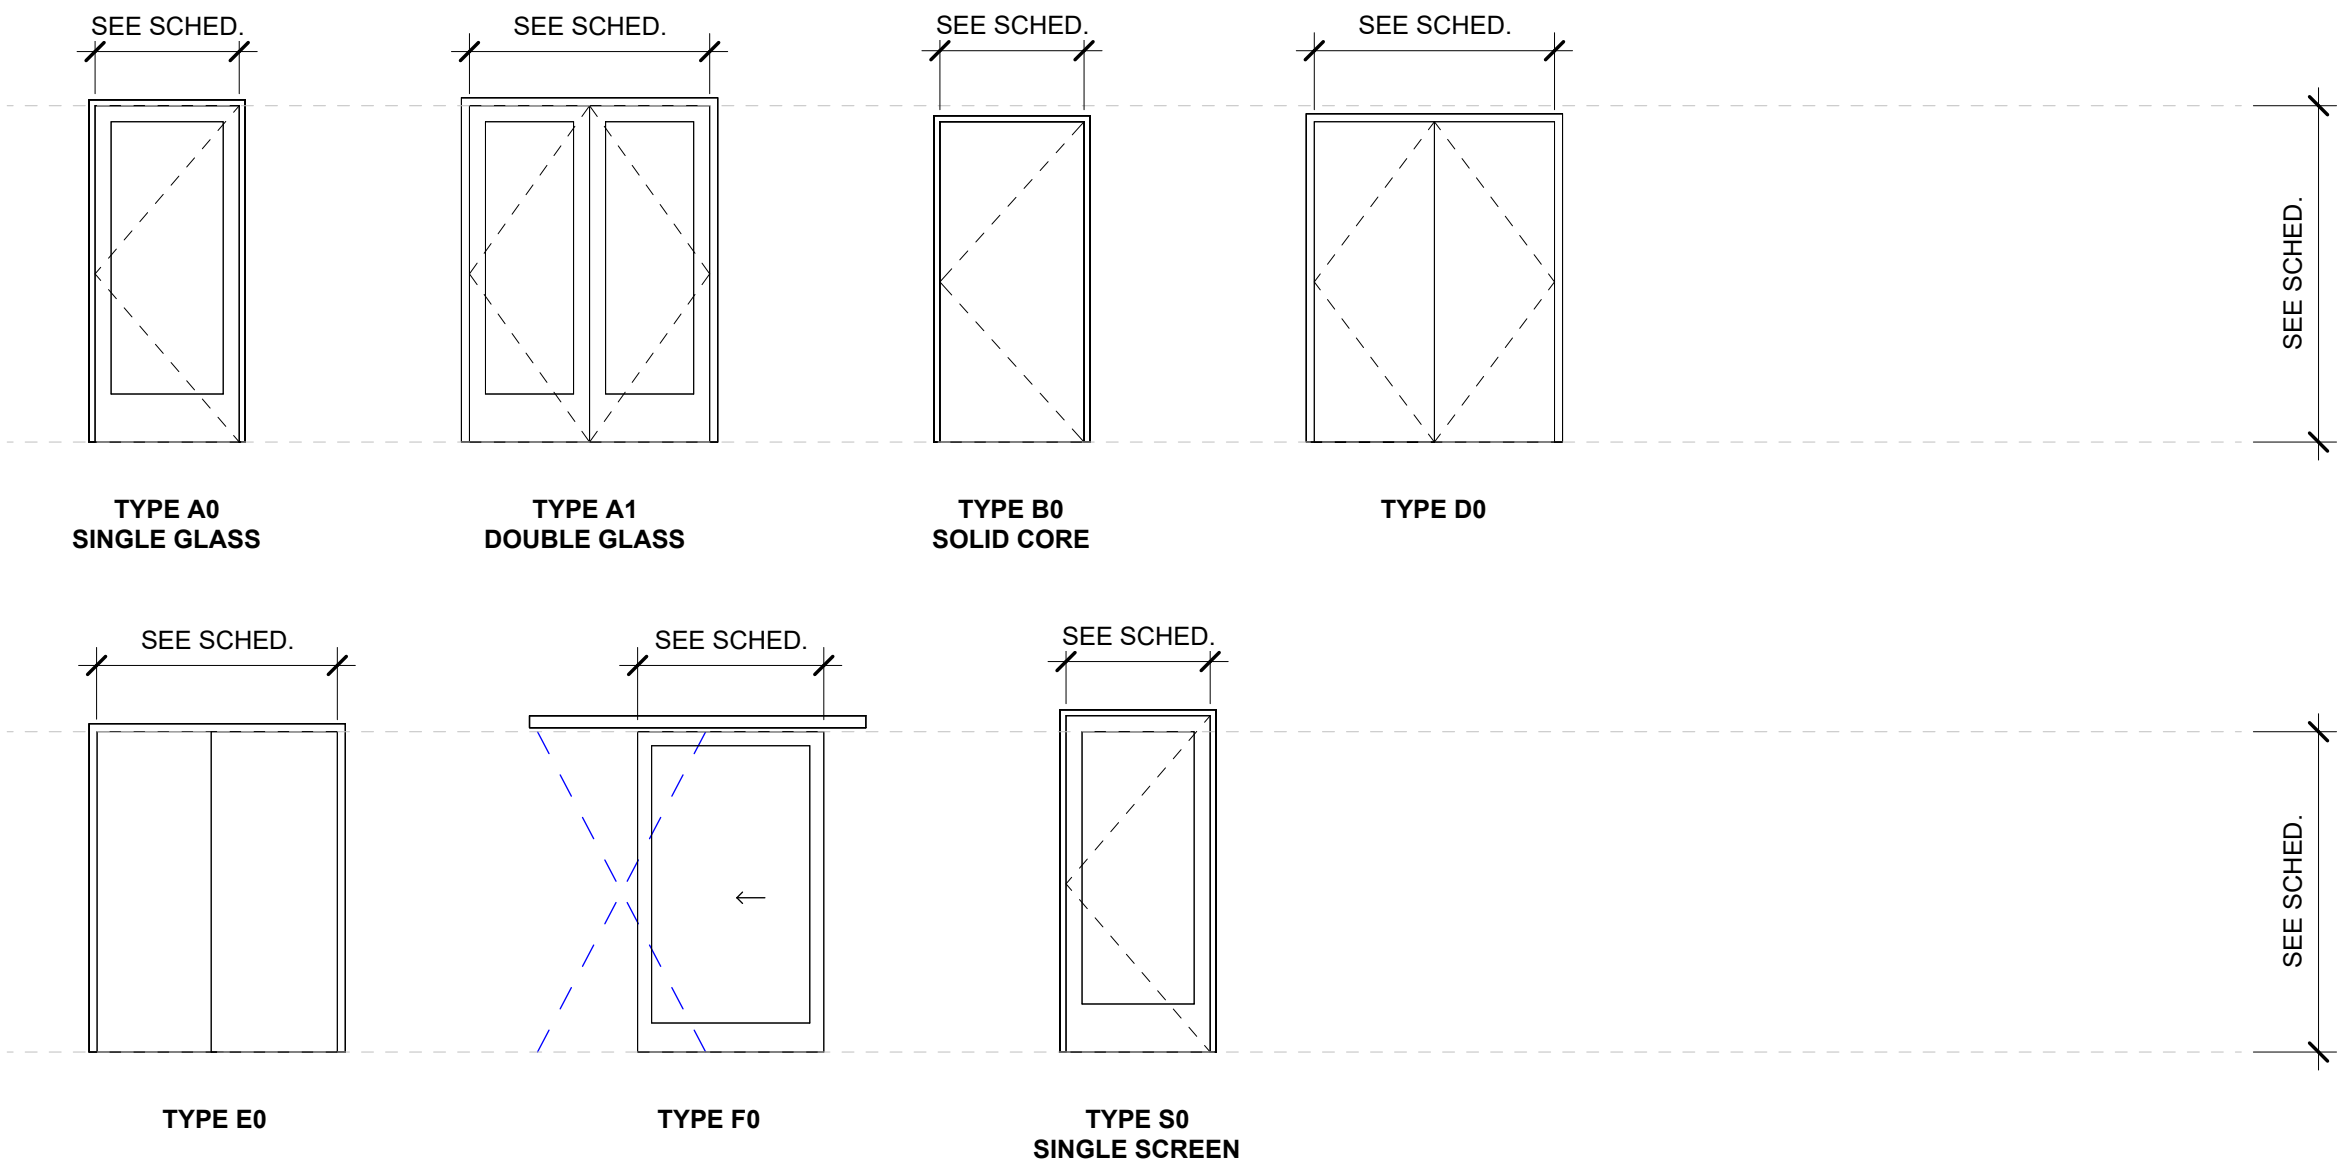 SEE SCHED.
SEE SCHED.
SEE SCHED.
SEE SCHED.
SEE SCHED.
TYPE A0
SINGLE GLASS
TYPE A1
DOUBLE GLASS
TYPE B0
SOLID CORE
TYPE D0
SEE SCHED.
SEE SCHED.
SEE SCHED.
SEE SCHED.
TYPE E0
TYPE F0
TYPE S0
SINGLE SCREEN